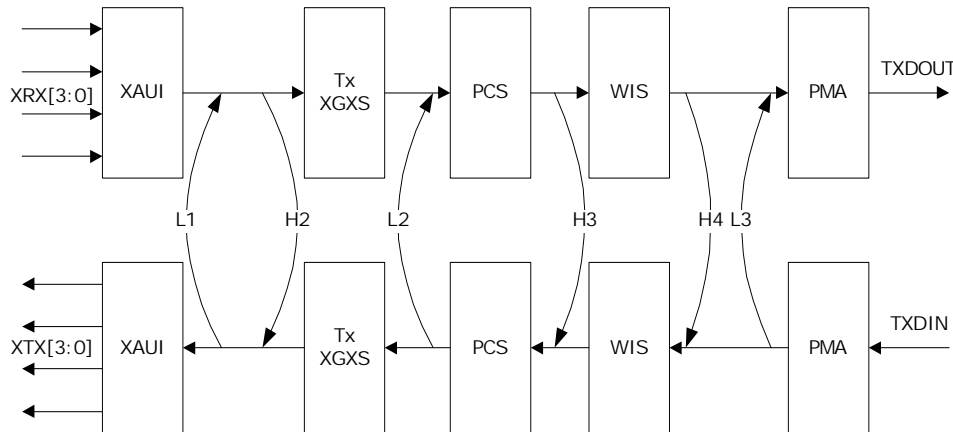 XRX[3:0]
XAUI
Tx
XGXS
PCS
WIS
PMA
TXDOUT
L1
H2
L2
H3
H4
L3
XTX[3:0]
XAUI
Tx
XGXS
PCS
WIS
PMA
TXDIN